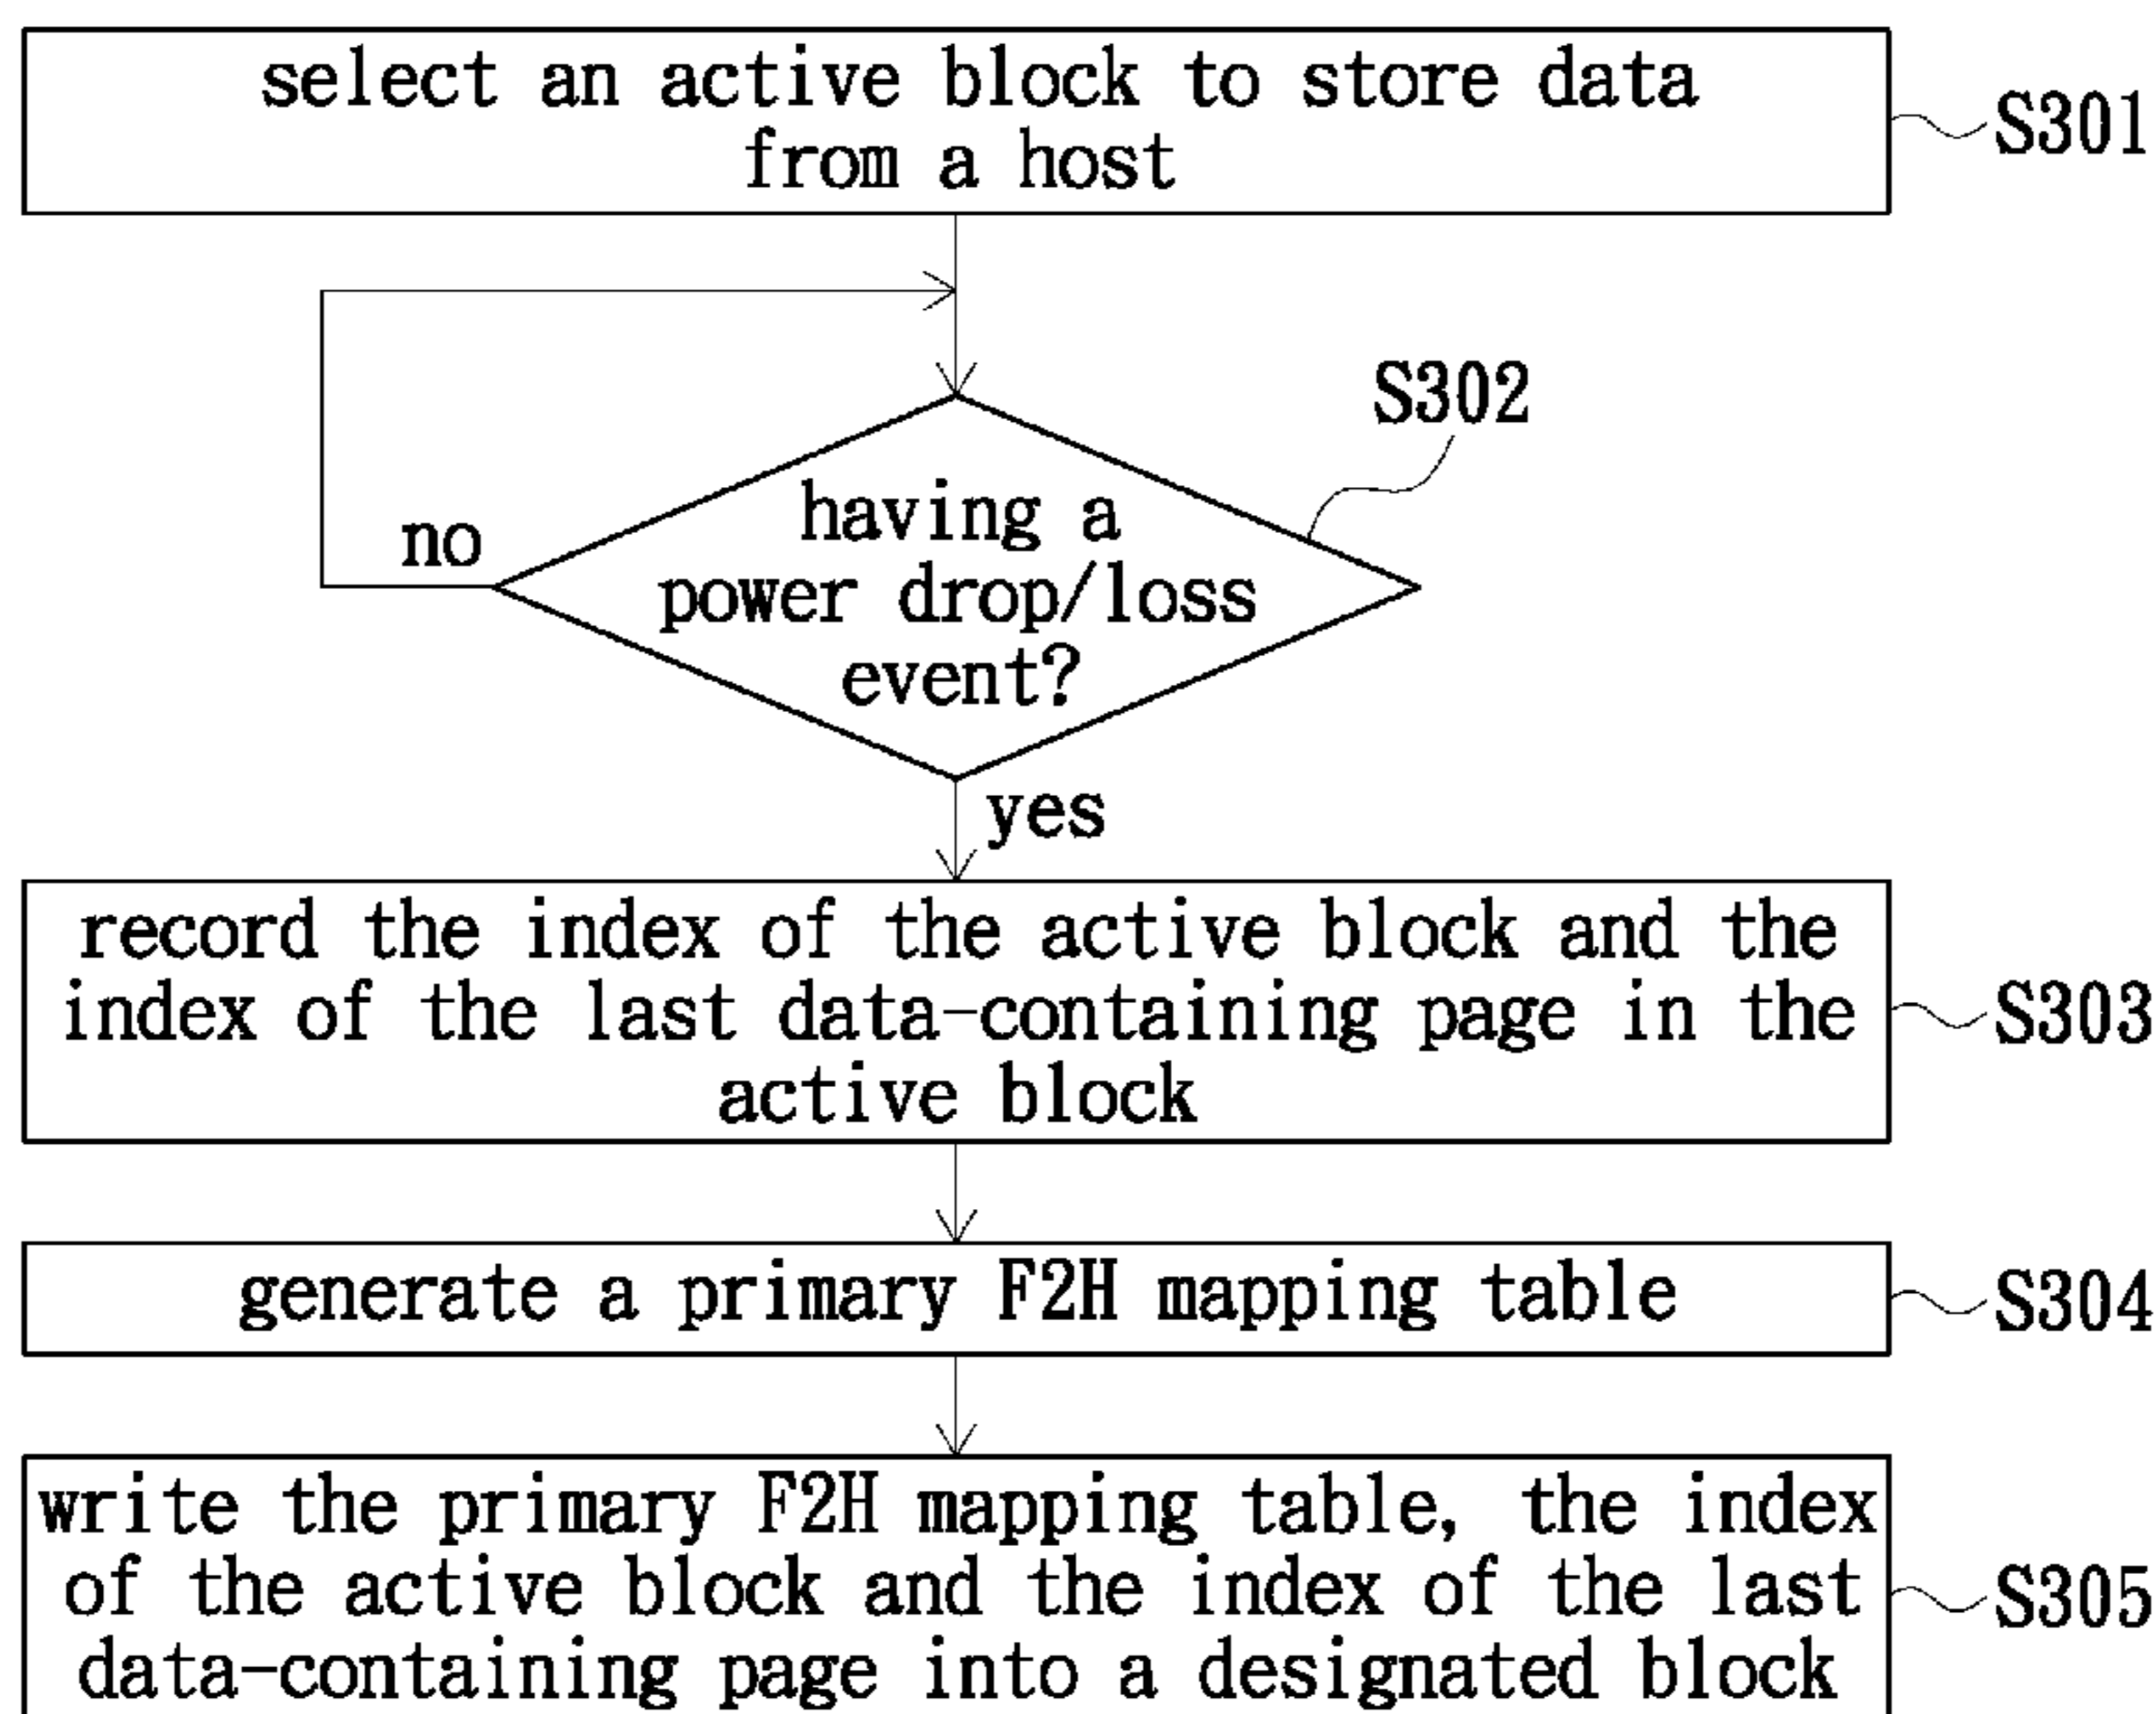 select an active block to store data
from a host
S301
S302
having a
power drop/loss
event?
no
yes
record the index of the active block and the
index of the last data-containing page in the
active block
S303
generate a primary F2H mapping table
S304
write the primary F2H mapping table, the index
of the active block and the index of the last
data-containing page into a designated block
S305